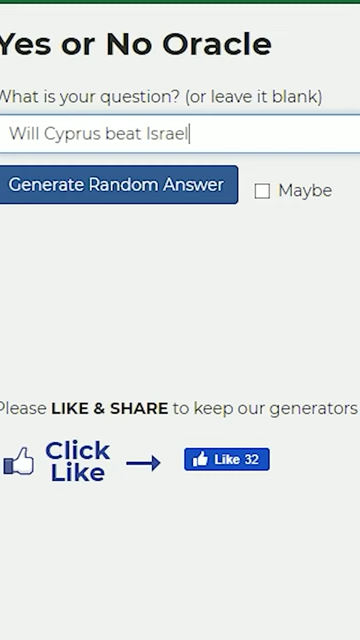 Yes or No Oracle
What is your question? (or leave it blank)
Will Cyprus beat Israel
Generate Random Answer
Maybe
Please LIKE & SHARE to keep our generators
Click
Like
Like 32